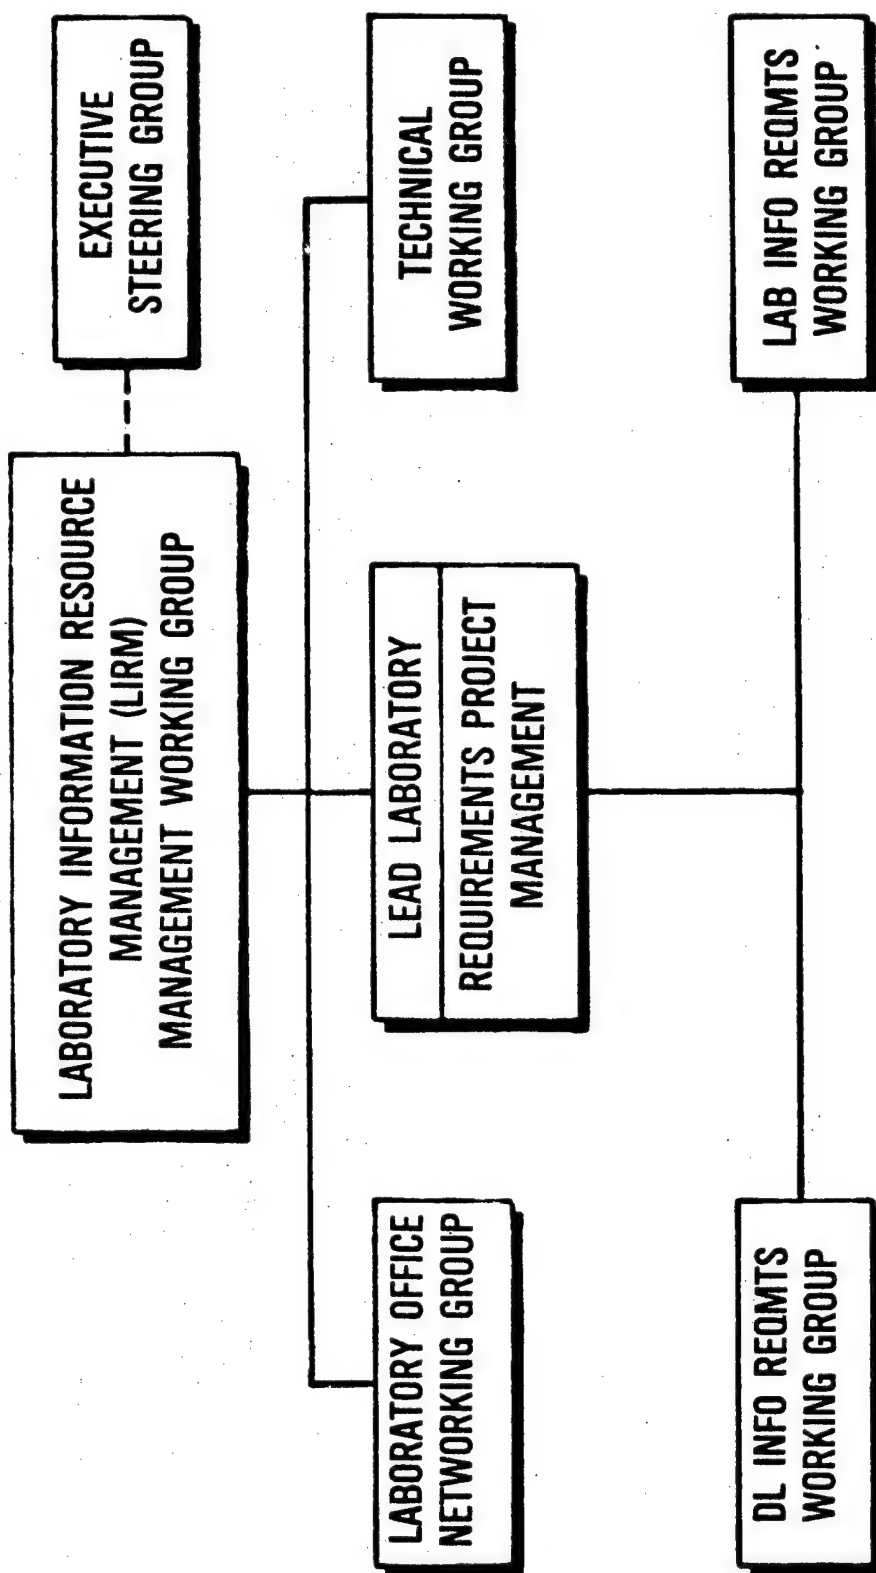 LABORATORY INFORMATION RESOURCE
MANAGEMENT (LIRM)
MANAGEMENT WORKING GROUP
EXECUTIVE
STEERING GROUP
LABORATORY OFFICE
NETWORKING GROUP
LEAD LABORATORY
REQUIREMENTS PROJECT
MANAGEMENT
TECHNICAL
WORKING GROUP
DL INFO REQMTS
WORKING GROUP
LAB INFO REQMTS
WORKING GROUP